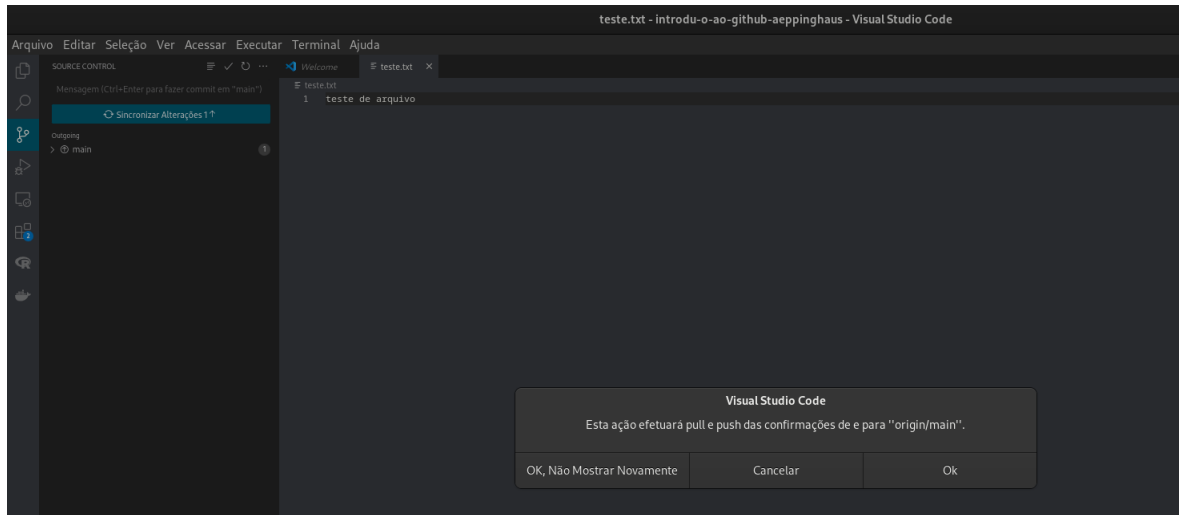 teste.txt - introdu-o-ao-github-aeppinghaus - Visual Studio Code
Arquivo Editar Seleção Ver Acessar Executar Terminal Ajuda
SOURCE CONTROL
Welcome
teste.txt
Mensagem (Ctrl+Enter para fazer commit em "main")
teste.txt
1 teste de arquivo
Sincronizar Alterações 1↑
Outgoing
main 1
2
Visual Studio Code
Esta ação efetuará pull e push das confirmações de e para "origin/main".
OK, Não Mostrar Novamente
Cancelar
Ok